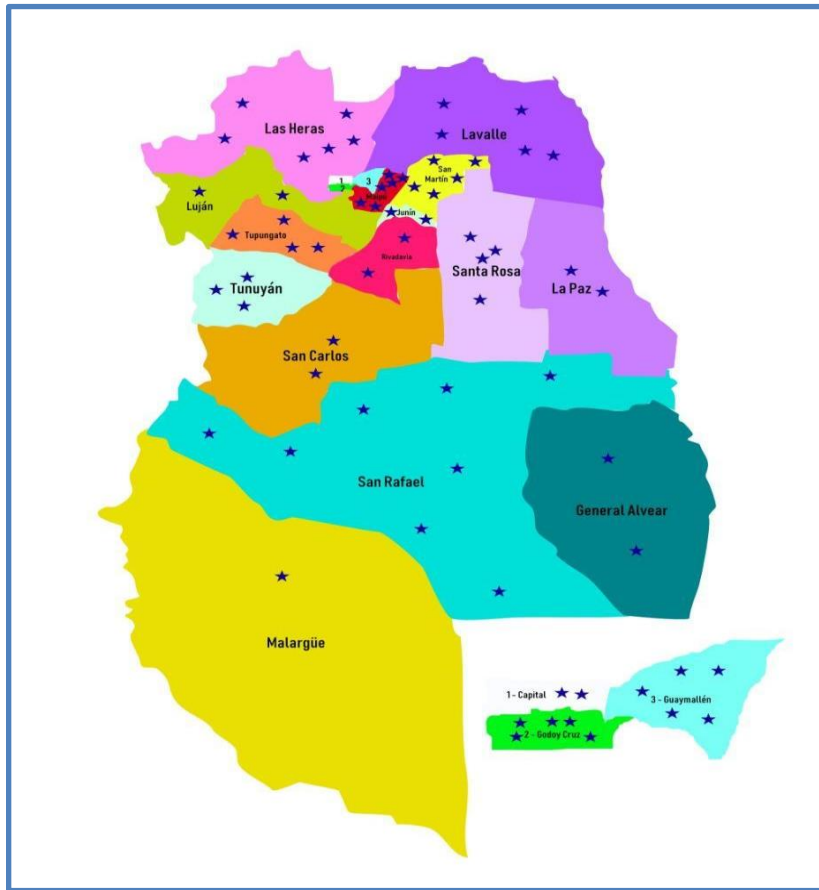 Las Heras
Lavalle
1
2
3
San
Martín
Maipú
Luján
Junín
Tupungato
Rivadavia
Santa Rosa
La Paz
Tunuyán
San Carlos
San Rafael
General Alvear
Malargüe
1 - Capital
3 - Guaymallén
2 - Godoy Cruz